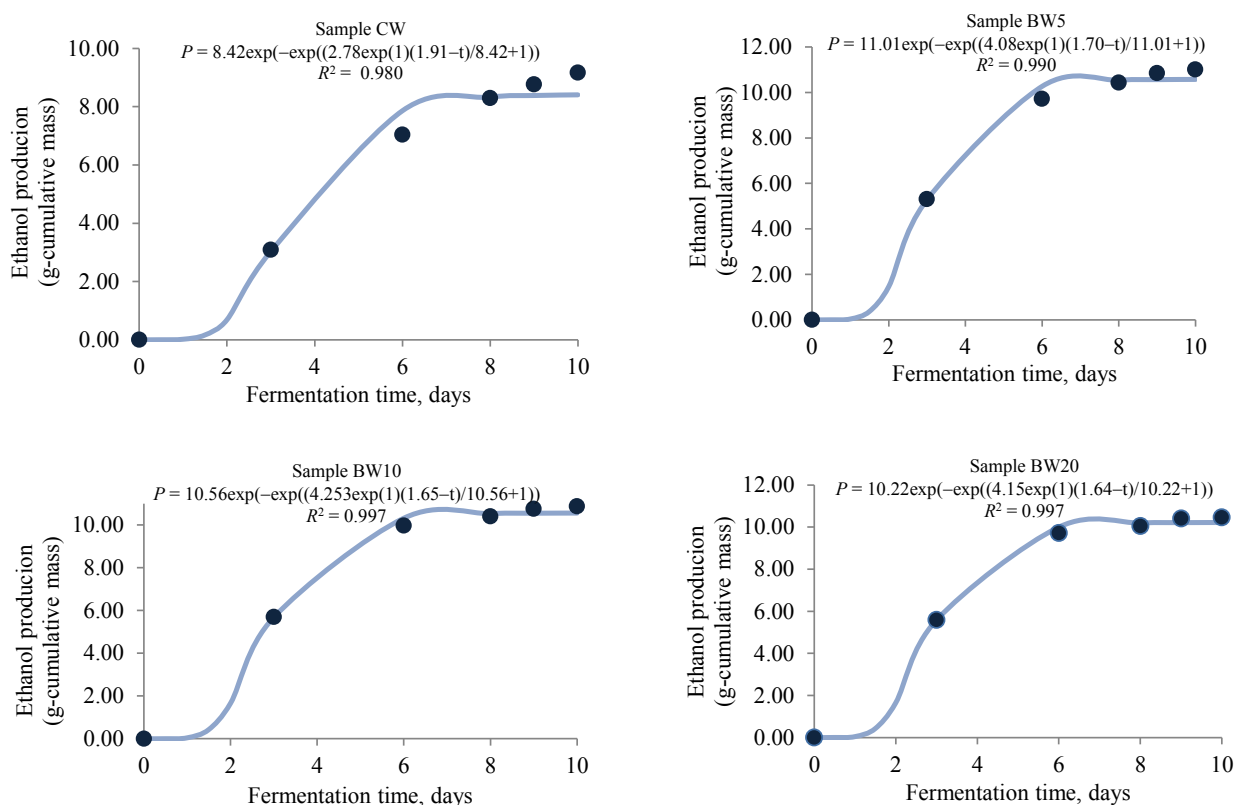 Sample CW
P = 8.42exp(−exp((2.78exp(1)(1.91−t)/8.42+1))
R² = 0.980
10.00
8.00
6.00
4.00
2.00
0.00
0 2 4 6 8 10
Ethanol producion
(g-cumulative mass)
Fermentation time, days
Sample BW5
P = 11.01exp(−exp((4.08exp(1)(1.70−t)/11.01+1))
R² = 0.990
12.00
10.00
8.00
6.00
4.00
2.00
0.00
0 2 4 6 8 10
Ethanol producion
(g-cumulative mass)
Fermentation time, days
Sample BW10
P = 10.56exp(−exp((4.253exp(1)(1.65−t)/10.56+1))
R² = 0.997
10.00
8.00
6.00
4.00
2.00
0.00
0 2 4 6 8 10
Ethanol producion
(g-cumulative mass)
Fermentation time, days
Sample BW20
P = 10.22exp(−exp((4.15exp(1)(1.64−t)/10.22+1))
R² = 0.997
12.00
10.00
8.00
6.00
4.00
2.00
0.00
0 2 4 6 8 10
Ethanol producion
(g-cumulative mass)
Fermentation time, days